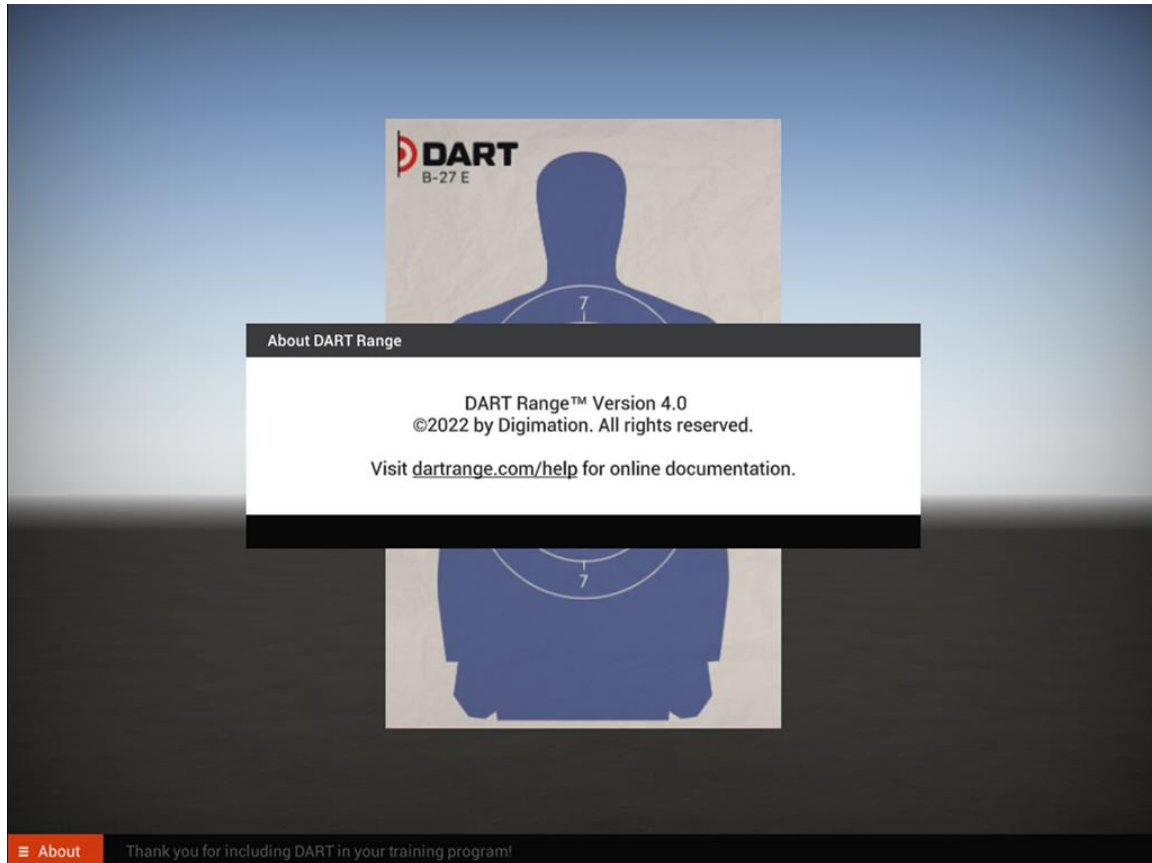 DART
B-27 E
7
About DART Range
DART Range™ Version 4.0
©2022 by Digimation. All rights reserved.
Visit dartrange.com/help for online documentation.
7
≡ About
Thank you for including DART in your training program!